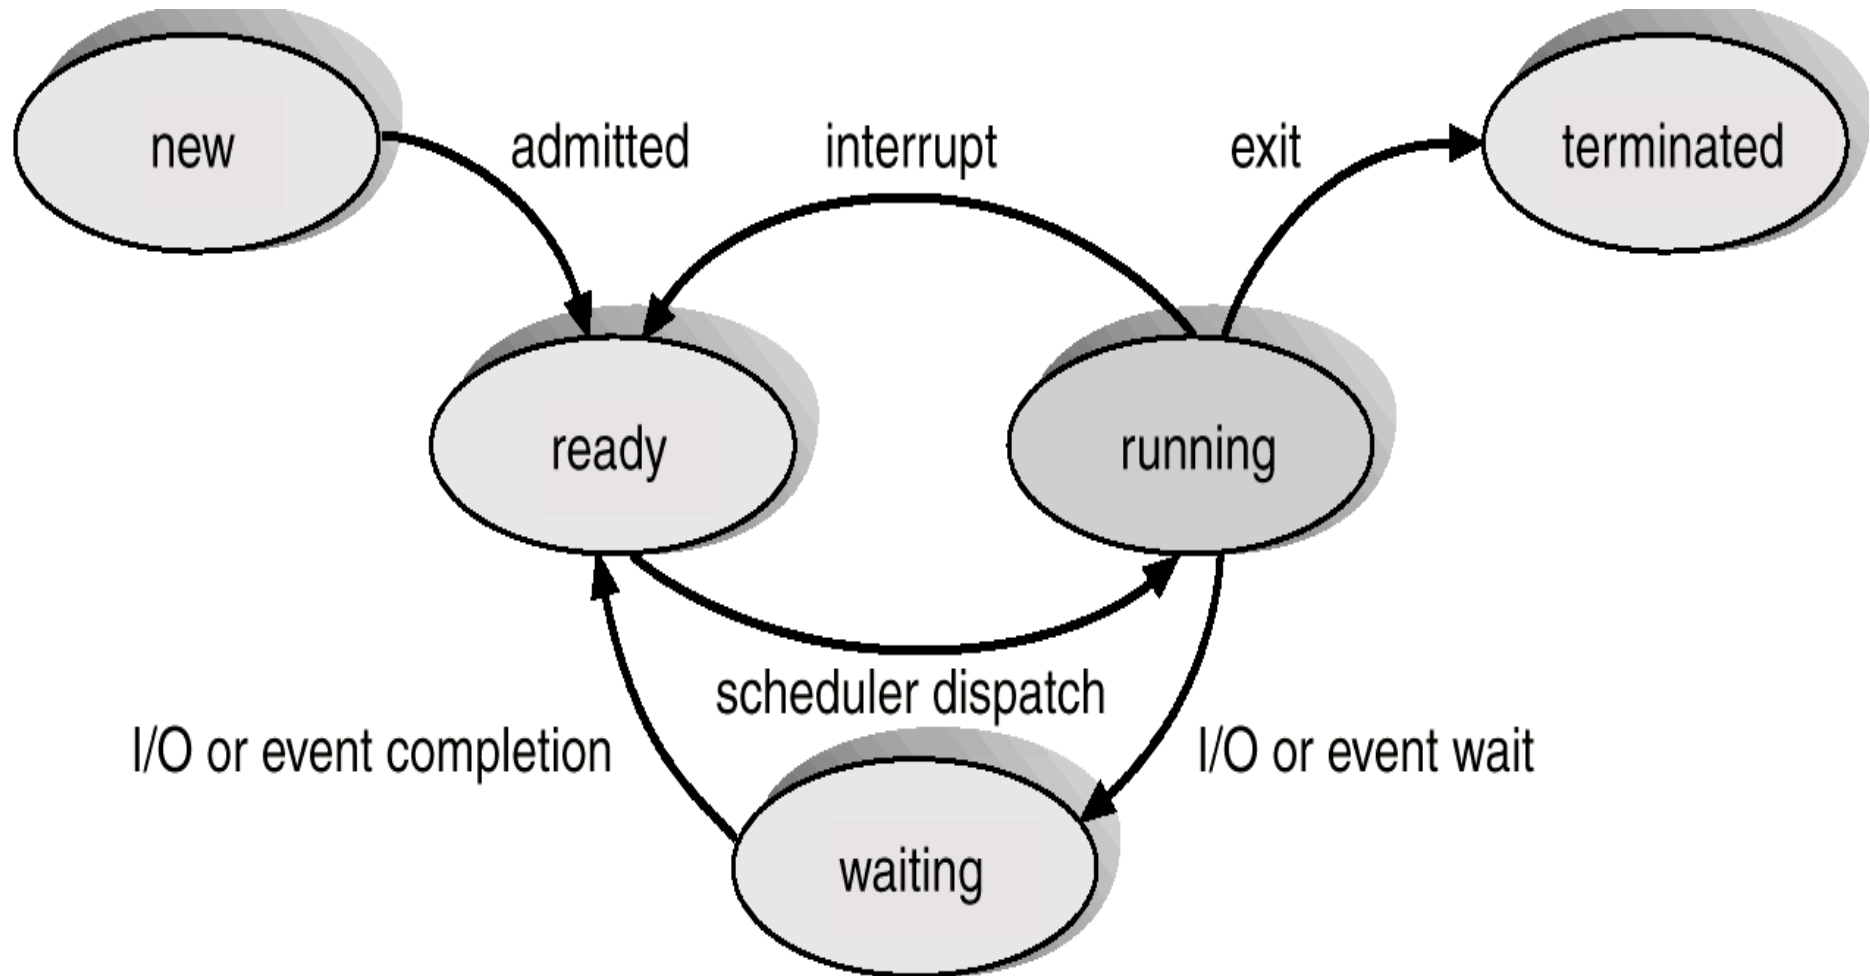 new
admitted
interrupt
exit
terminated
ready
running
scheduler dispatch
I/O or event completion
I/O or event wait
waiting